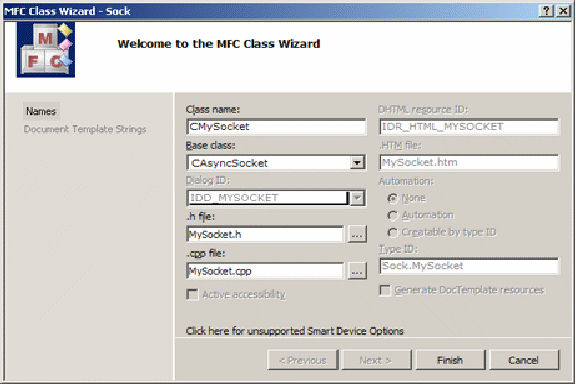 MFC Class Wizard - Sock
M
F C
Welcome to the MFC Class Wizard
Names
Document Template Strings
Class name:
CMySocket
Base class:
CAsyncSocket
Dialog ID:
IDD_MYSOCKET
.h file:
MySocket.h
...
.cpp file:
MySocket.cpp
...
Active accessibility
DHTML resource ID:
IDR_HTML_MYSOCKET
.HTM file:
MySocket.htm
Automation:
None
Automation
Creatable by type ID
Type ID:
Sock.MySocket
Generate DocTemplate resources
Click here for unsupported Smart Device Options
< Previous
Next >
Finish
Cancel